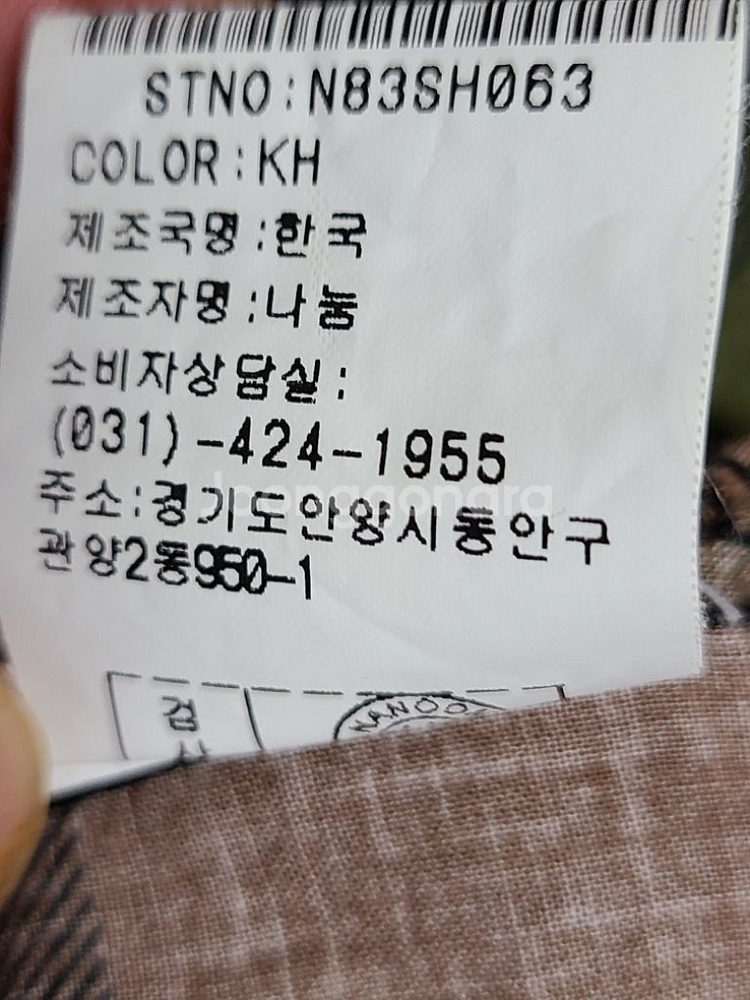 STNO:N83SH063
COLOR:KH
제조국명:한국
제조자명:나눔
소비자상담실:
(031)-424-1955
주소:경기도안양시동안구
관양2동950-1
Joonggonara
검